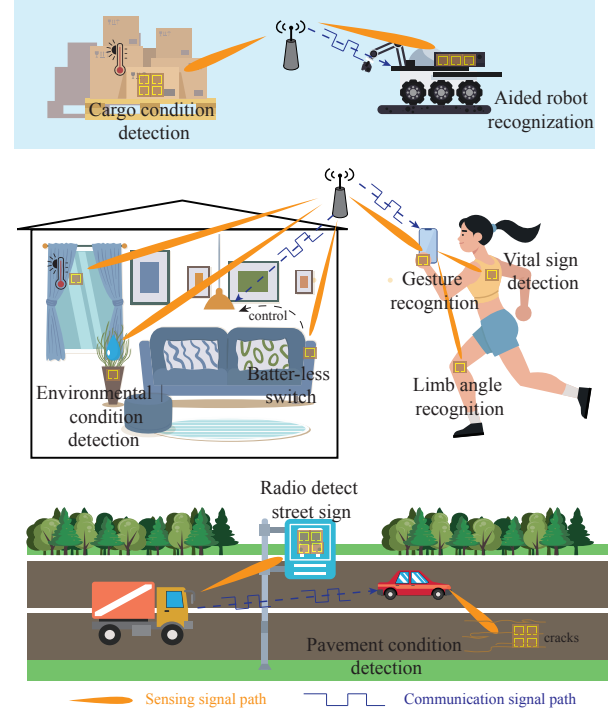 Cargo condition
detection
Aided robot
recognization
control
Environmental
condition
detection
Batter-less
switch
Gesture
recognition
Vital sign
detection
Limb angle
recognition
Radio detect
street sign
Pavement condition
detection
cracks
Sensing signal path
Communication signal path